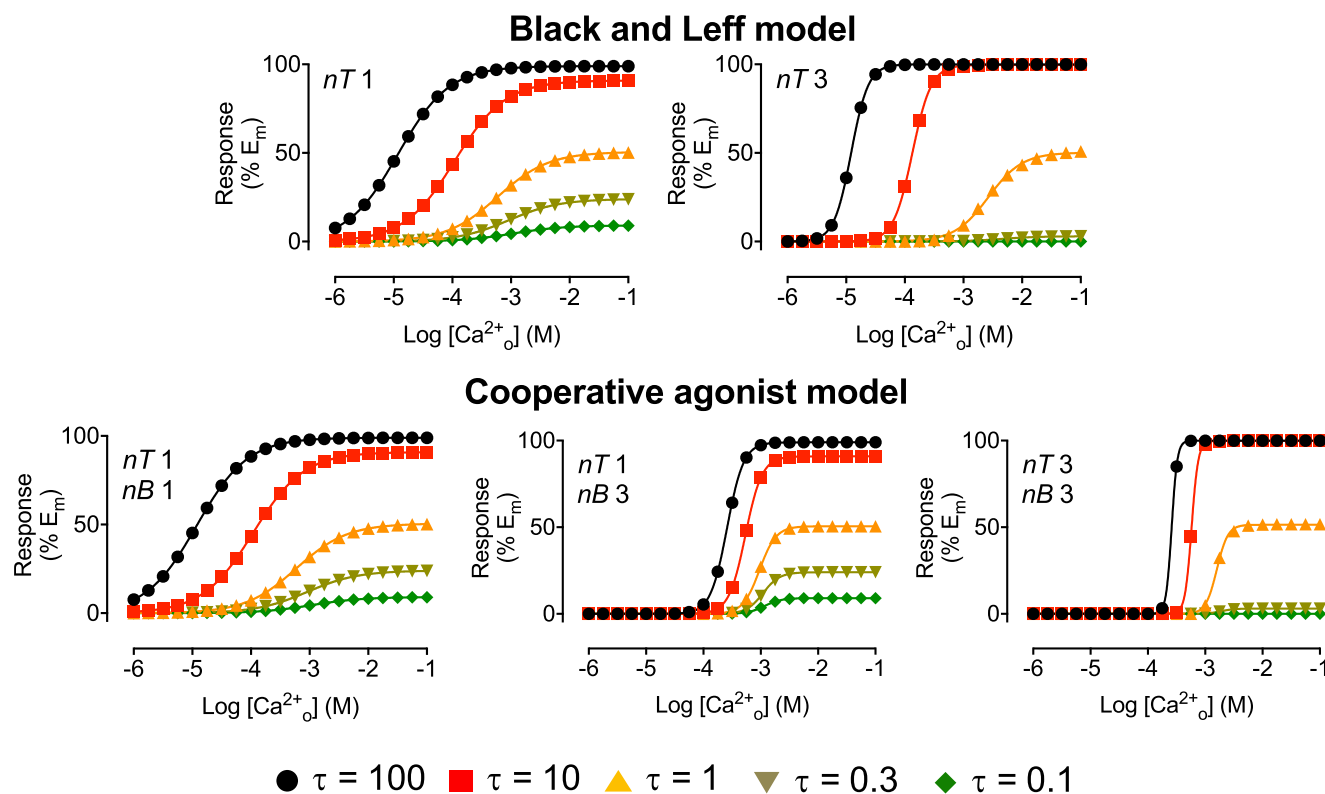 Black and Leff model
nT 1
100
50
0
Response
(% Em)
-6 -5 -4 -3 -2 -1
Log [Ca2+o] (M)
nT 3
100
50
0
Response
(% Em)
-6 -5 -4 -3 -2 -1
Log [Ca2+o] (M)
Cooperative agonist model
nT 1
nB 1
100
50
0
Response
(% Em)
-6 -5 -4 -3 -2 -1
Log [Ca2+o] (M)
nT 1
nB 3
100
50
0
Response
(% Em)
-6 -5 -4 -3 -2 -1
Log [Ca2+o] (M)
nT 3
nB 3
100
50
0
Response
(% Em)
-6 -5 -4 -3 -2 -1
Log [Ca2+o] (M)
τ = 100 τ = 10 τ = 1 τ = 0.3 τ = 0.1